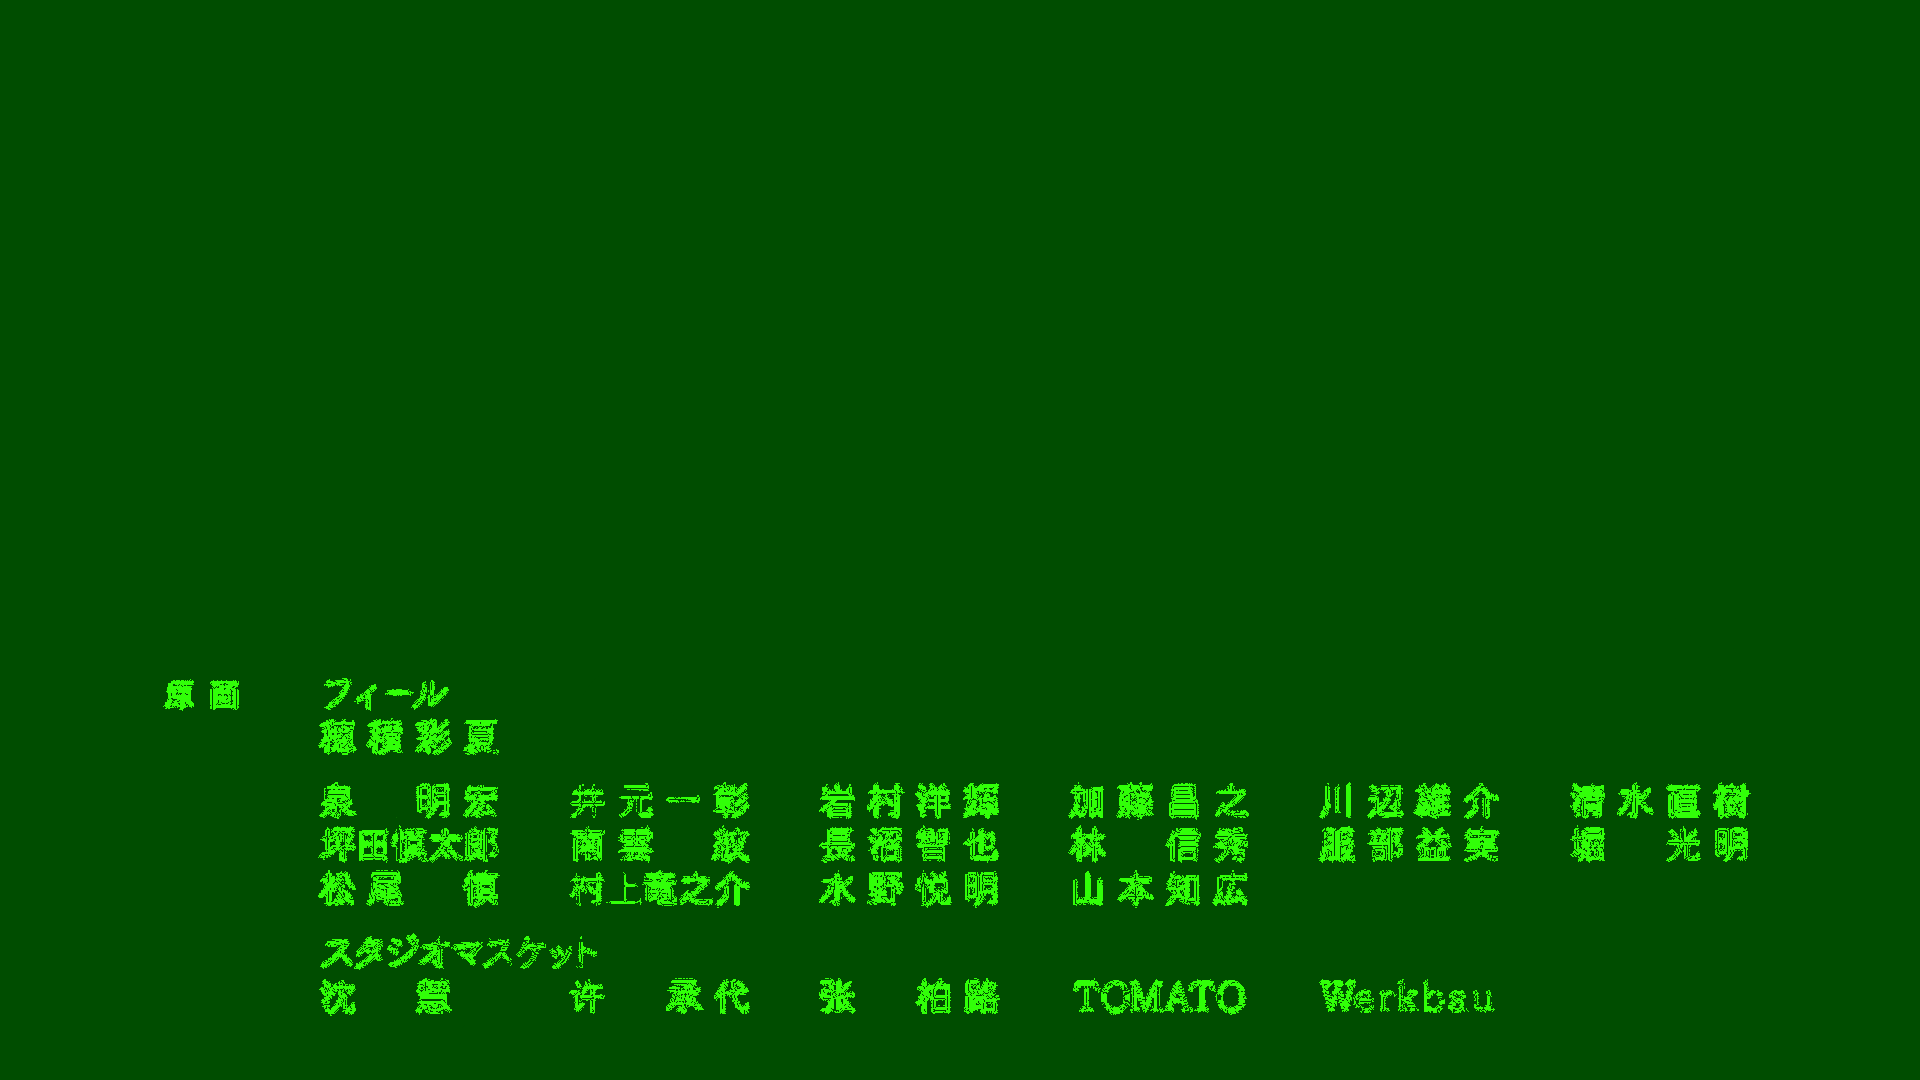 原画 フィール
穂積彩夏
泉 明宏 井元一彰 岩村洋輝 加藤昌之 川辺雄介 清水直樹
坪田慎太郎 南雲 紋 長沼智也 林 信秀 服部益実 堀 光明
松尾 慎 村上竜之介 水野悦明 山本知広
スタジオマスケット
沈 慧 许 承代 张 柏路 TOMATO Werkbau